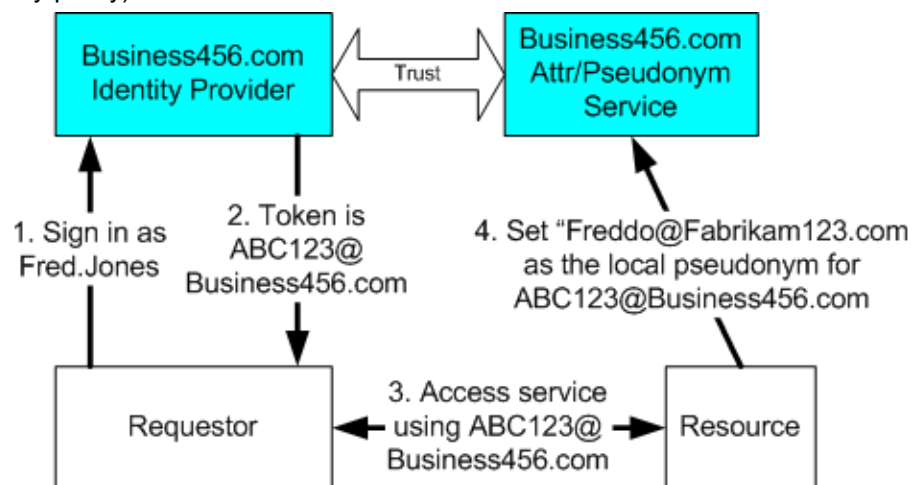 Business456.com
Identity Provider
Trust
Business456.com
Attr/Pseudonym
Service
1. Sign in as
Fred.Jones
2. Token is
ABC123@
Business456.com
4. Set “Freddo@Fabrikam123.com
as the local pseudonym for
ABC123@Business456.com
Requestor
3. Access service
using ABC123@
Business456.com
Resource